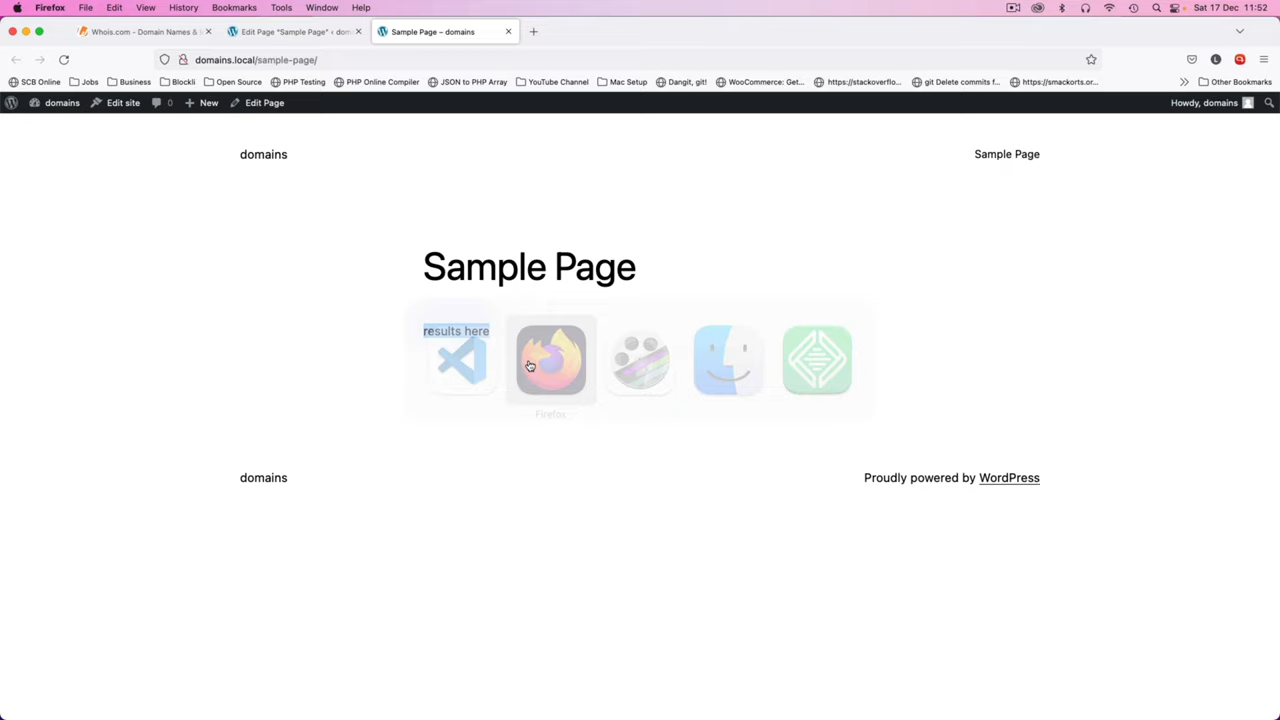 Firefox File Edit View History Bookmarks Tools Window Help Sat 17 Dec 11:52
Whois.com - Domain Names & Edit Page "Sample Page" ‹ dom Sample Page – domains
domains.local/sample-page/
SCB Online Jobs Business Blockli Open Source PHP Testing PHP Online Compiler JSON to PHP Array YouTube Channel Mac Setup Dangit, git! WooCommerce: Get... https://stackoverflo... git Delete commits f... https://smackorts.or... Other Bookmarks
domains Edit site 0 New Edit Page Howdy, domains
domains Sample Page
Sample Page
results here
Firefox
domains Proudly powered by WordPress